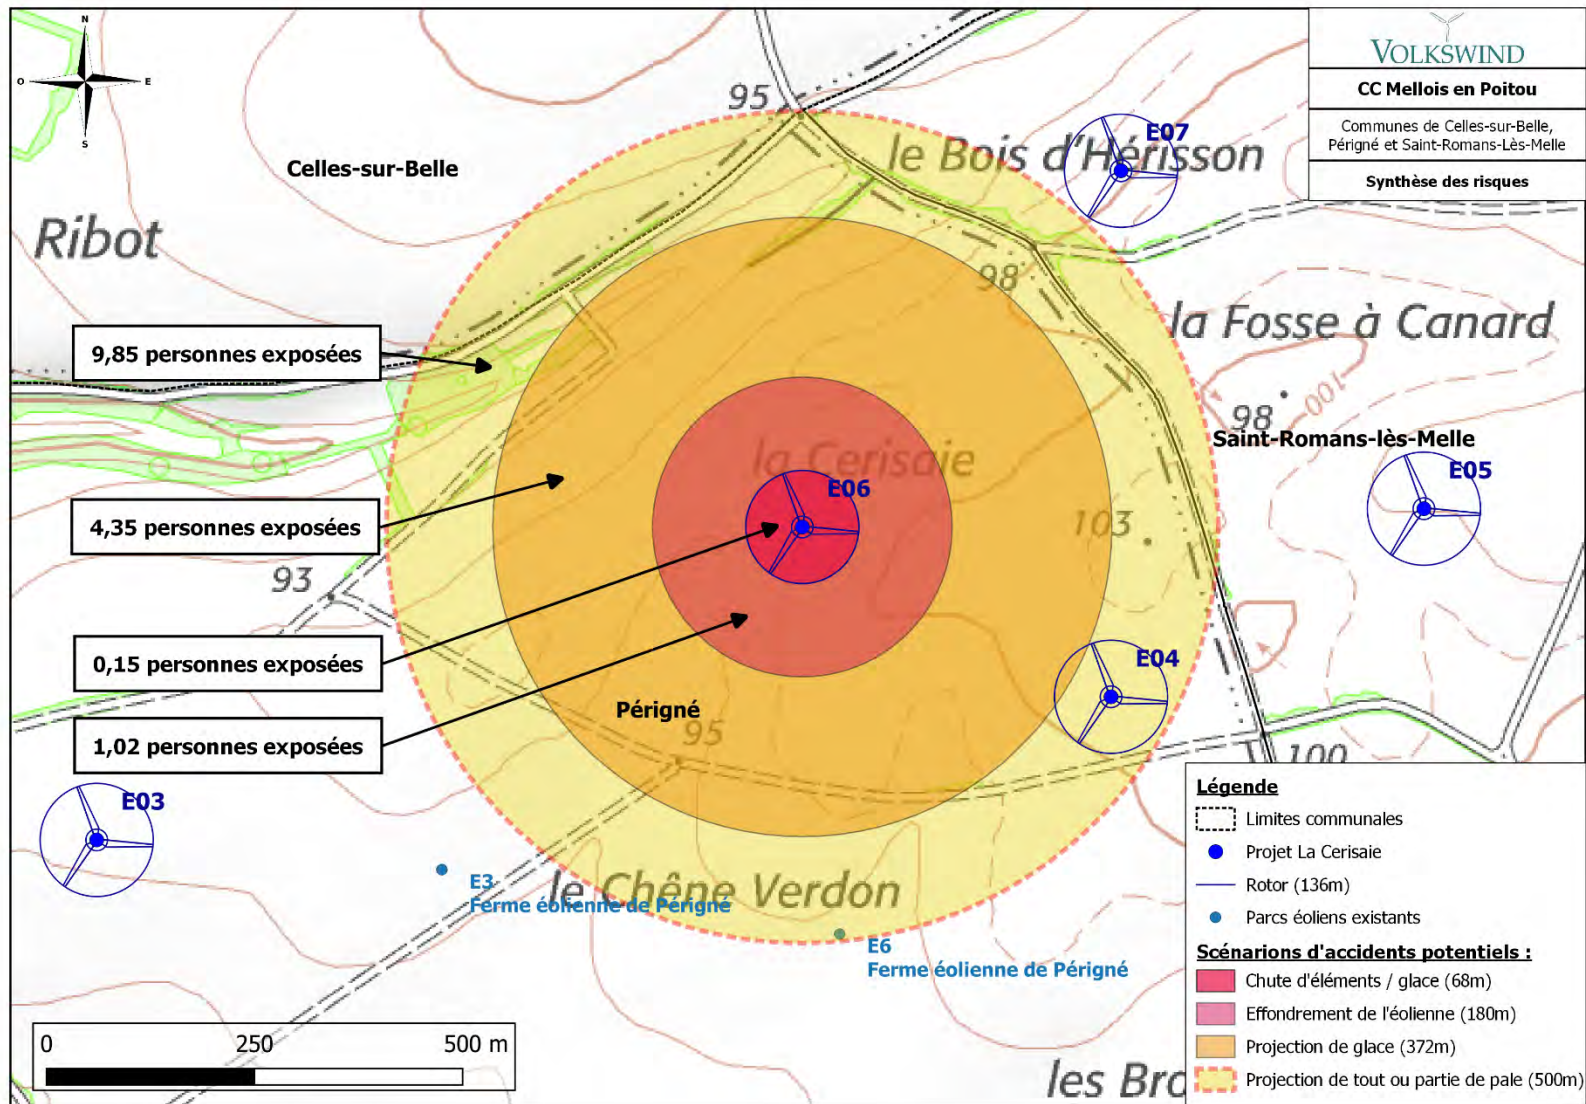 N
O
E
S
VOLKSWIND
CC Mellois en Poitou
Communes de Celles-sur-Belle,
Périgné et Saint-Romans-Lès-Melle
Synthèse des risques
95
E07
le Bois d'Hérisson
Celles-sur-Belle
Ribot
98
la Fosse à Canard
9,85 personnes exposées
100
98
Saint-Romans-lès-Melle
la Cerisaie
E06
E05
4,35 personnes exposées
103
93
0,15 personnes exposées
E04
Périgné
1,02 personnes exposées
95
100
E03
E3
Ferme éolienne de Périgné
le Chêne Verdon
E6
Ferme éolienne de Périgné
les Bro
0 250 500 m
Légende
Limites communales
Projet La Cerisaie
Rotor (136m)
Parcs éoliens existants
Scénarions d'accidents potentiels :
Chute d'éléments / glace (68m)
Effondrement de l'éolienne (180m)
Projection de glace (372m)
Projection de tout ou partie de pale (500m)